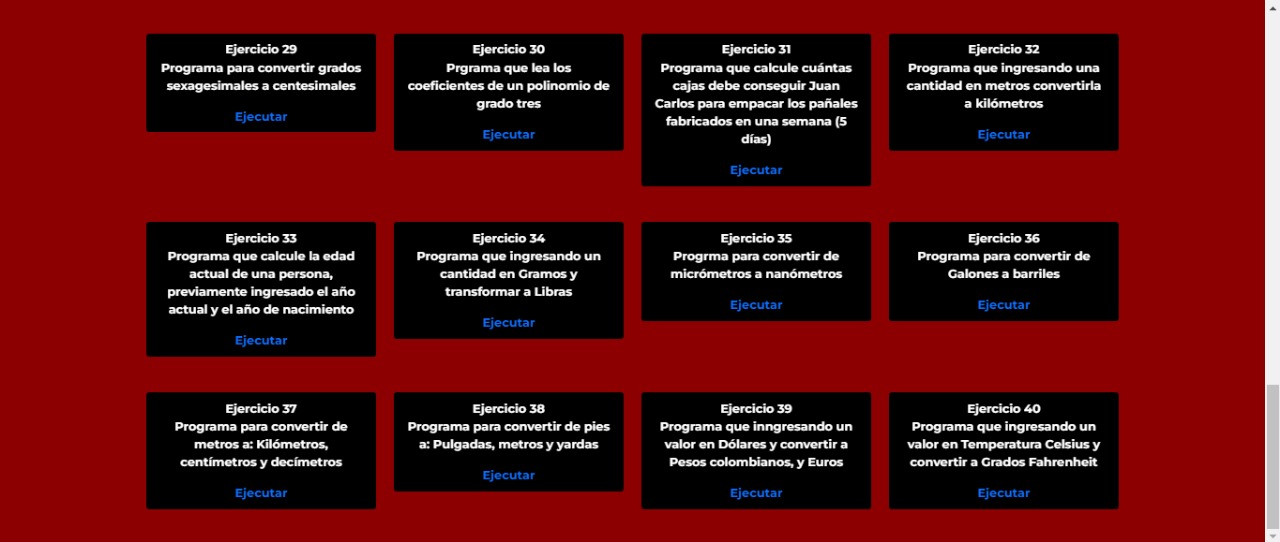 Ejercicio 29
Programa para convertir grados
sexagesimales a centesimales
Ejecutar
Ejercicio 30
Prgrama que lea los
coeficientes de un polinomio de
grado tres
Ejecutar
Ejercicio 31
Programa que calcule cuántas
cajas debe conseguir Juan
Carlos para empacar los pañales
fabricados en una semana (5
días)
Ejecutar
Ejercicio 32
Programa que ingresando una
cantidad en metros convertirla
a kilómetros
Ejecutar
Ejercicio 33
Programa que calcule la edad
actual de una persona,
previamente ingresado el año
actual y el año de nacimiento
Ejecutar
Ejercicio 34
Programa que ingresando un
cantidad en Gramos y
transformar a Libras
Ejecutar
Ejercicio 35
Progrma para convertir de
micrómetros a nanómetros
Ejecutar
Ejercicio 36
Programa para convertir de
Galones a barriles
Ejecutar
Ejercicio 37
Programa para convertir de
metros a: Kilómetros,
centímetros y decímetros
Ejecutar
Ejercicio 38
Programa para convertir de pies
a: Pulgadas, metros y yardas
Ejecutar
Ejercicio 39
Programa que inngresando un
valor en Dólares y convertir a
Pesos colombianos, y Euros
Ejecutar
Ejercicio 40
Programa que ingresando un
valor en Temperatura Celsius y
convertir a Grados Fahrenheit
Ejecutar